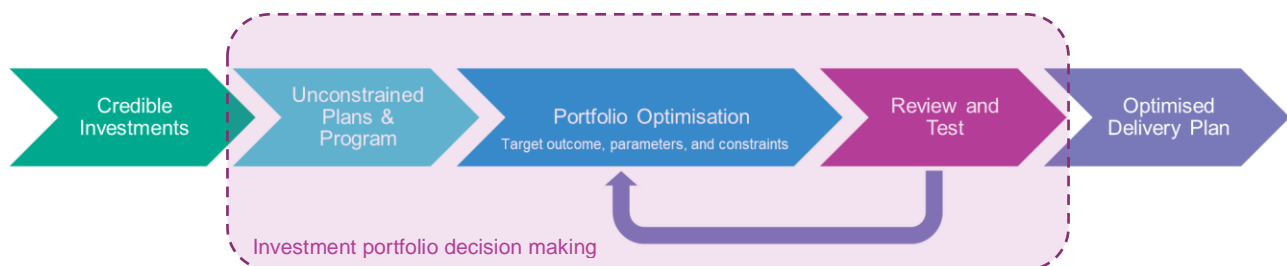 Credible
Investments
Unconstrained
Plans &
Program
Portfolio Optimisation
Target outcome, parameters, and constraints
Review and
Test
Optimised
Delivery Plan
Investment portfolio decision making